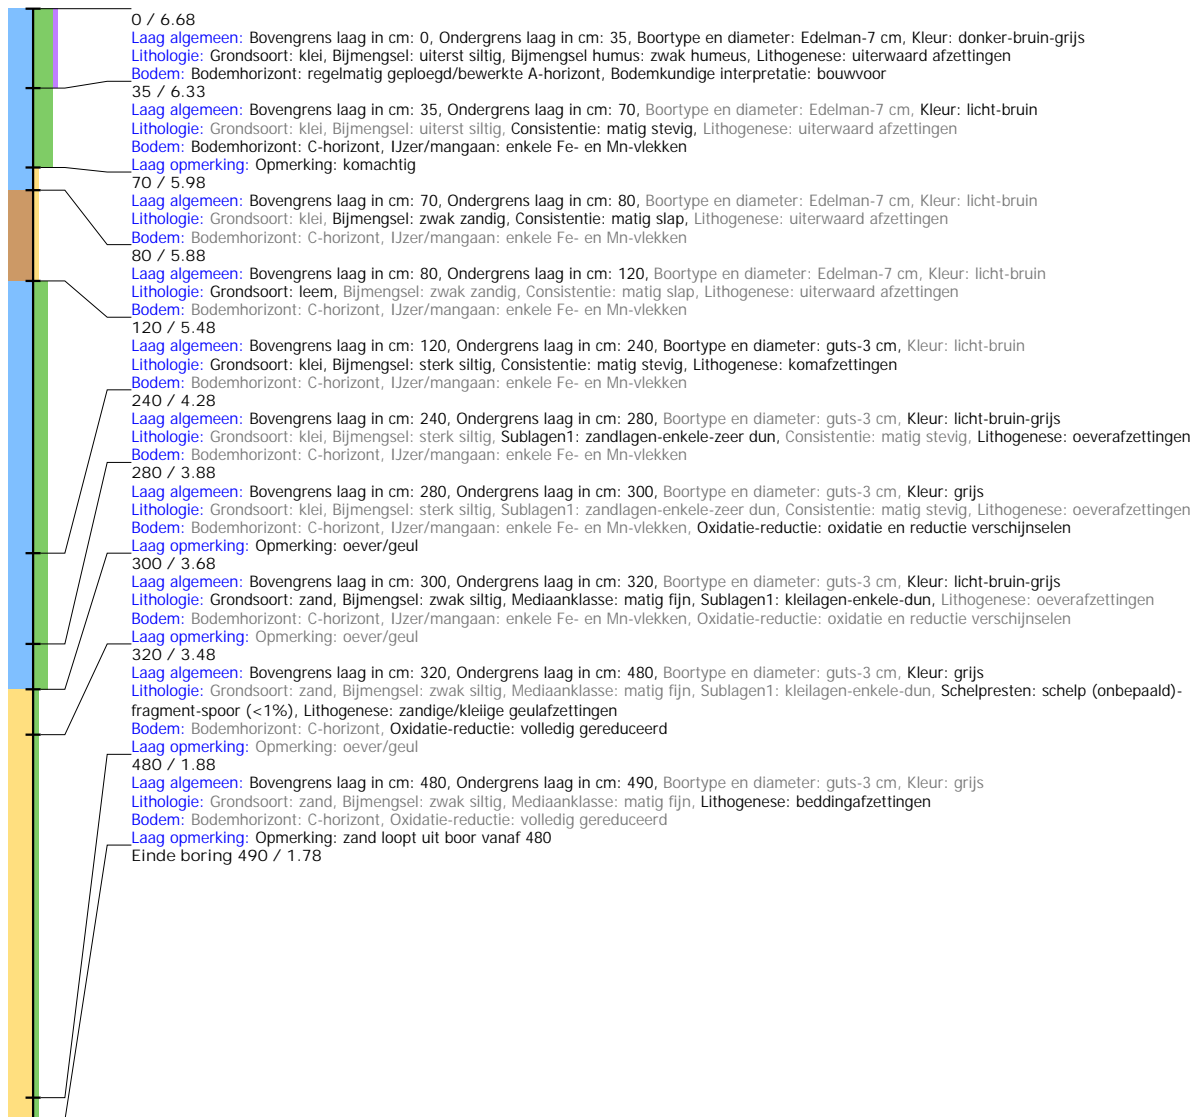 0 / 6.68
Laag algemeen: Bovengrens laag in cm: 0, Ondergrens laag in cm: 35, Boortype en diameter: Edelman-7 cm, Kleur: donker-bruin-grijs
Lithologie: Grondsoort: klei, Bijmengsel: uiterst siltig, Bijmengsel humus: zwak humeus, Lithogenese: uiterwaard afzettingen
Bodem: Bodemhorizont: regelmatig geploegd/bewerkte A-horizont, Bodemkundige interpretatie: bouwvoor
35 / 6.33
Laag algemeen: Bovengrens laag in cm: 35, Ondergrens laag in cm: 70, Boortype en diameter: Edelman-7 cm, Kleur: licht-bruin
Lithologie: Grondsoort: klei, Bijmengsel: uiterst siltig, Consistentie: matig stevig, Lithogenese: uiterwaard afzettingen
Bodem: Bodemhorizont: C-horizont, IJzer/mangaan: enkele Fe- en Mn-vlekken
Laag opmerking: Opmerking: komachtig
70 / 5.98
Laag algemeen: Bovengrens laag in cm: 70, Ondergrens laag in cm: 80, Boortype en diameter: Edelman-7 cm, Kleur: licht-bruin
Lithologie: Grondsoort: klei, Bijmengsel: zwak zandig, Consistentie: matig slap, Lithogenese: uiterwaard afzettingen
Bodem: Bodemhorizont: C-horizont, IJzer/mangaan: enkele Fe- en Mn-vlekken
80 / 5.88
Laag algemeen: Bovengrens laag in cm: 80, Ondergrens laag in cm: 120, Boortype en diameter: Edelman-7 cm, Kleur: licht-bruin
Lithologie: Grondsoort: leem, Bijmengsel: zwak zandig, Consistentie: matig slap, Lithogenese: uiterwaard afzettingen
Bodem: Bodemhorizont: C-horizont, IJzer/mangaan: enkele Fe- en Mn-vlekken
120 / 5.48
Laag algemeen: Bovengrens laag in cm: 120, Ondergrens laag in cm: 240, Boortype en diameter: guts-3 cm, Kleur: licht-bruin
Lithologie: Grondsoort: klei, Bijmengsel: sterk siltig, Consistentie: matig stevig, Lithogenese: komafzettingen
Bodem: Bodemhorizont: C-horizont, IJzer/mangaan: enkele Fe- en Mn-vlekken
240 / 4.28
Laag algemeen: Bovengrens laag in cm: 240, Ondergrens laag in cm: 280, Boortype en diameter: guts-3 cm, Kleur: licht-bruin-grijs
Lithologie: Grondsoort: klei, Bijmengsel: sterk siltig, Sublagen1: zandlagen-enkele-zeer dun, Consistentie: matig stevig, Lithogenese: oeverafzettingen
Bodem: Bodemhorizont: C-horizont, IJzer/mangaan: enkele Fe- en Mn-vlekken
280 / 3.88
Laag algemeen: Bovengrens laag in cm: 280, Ondergrens laag in cm: 300, Boortype en diameter: guts-3 cm, Kleur: grijs
Lithologie: Grondsoort: klei, Bijmengsel: sterk siltig, Sublagen1: zandlagen-enkele-zeer dun, Consistentie: matig stevig, Lithogenese: oeverafzettingen
Bodem: Bodemhorizont: C-horizont, IJzer/mangaan: enkele Fe- en Mn-vlekken, Oxidatie-reductie: oxidatie en reductie verschijnselen
Laag opmerking: Opmerking: oever/geul
300 / 3.68
Laag algemeen: Bovengrens laag in cm: 300, Ondergrens laag in cm: 320, Boortype en diameter: guts-3 cm, Kleur: licht-bruin-grijs
Lithologie: Grondsoort: zand, Bijmengsel: zwak siltig, Mediaanklasse: matig fijn, Sublagen1: kleilagen-enkele-dun, Lithogenese: oeverafzettingen
Bodem: Bodemhorizont: C-horizont, IJzer/mangaan: enkele Fe- en Mn-vlekken, Oxidatie-reductie: oxidatie en reductie verschijnselen
Laag opmerking: Opmerking: oever/geul
320 / 3.48
Laag algemeen: Bovengrens laag in cm: 320, Ondergrens laag in cm: 480, Boortype en diameter: guts-3 cm, Kleur: grijs
Lithologie: Grondsoort: zand, Bijmengsel: zwak siltig, Mediaanklasse: matig fijn, Sublagen1: kleilagen-enkele-dun, Schelpresten: schelp (onbepaald)-
fragment-spoor (<1%), Lithogenese: zandige/kleiige geulafzettingen
Bodem: Bodemhorizont: C-horizont, Oxidatie-reductie: volledig gereduceerd
Laag opmerking: Opmerking: oever/geul
480 / 1.88
Laag algemeen: Bovengrens laag in cm: 480, Ondergrens laag in cm: 490, Boortype en diameter: guts-3 cm, Kleur: grijs
Lithologie: Grondsoort: zand, Bijmengsel: zwak siltig, Mediaanklasse: matig fijn, Lithogenese: beddingafzettingen
Bodem: Bodemhorizont: C-horizont, Oxidatie-reductie: volledig gereduceerd
Laag opmerking: Opmerking: zand loopt uit boor vanaf 480
Einde boring 490 / 1.78